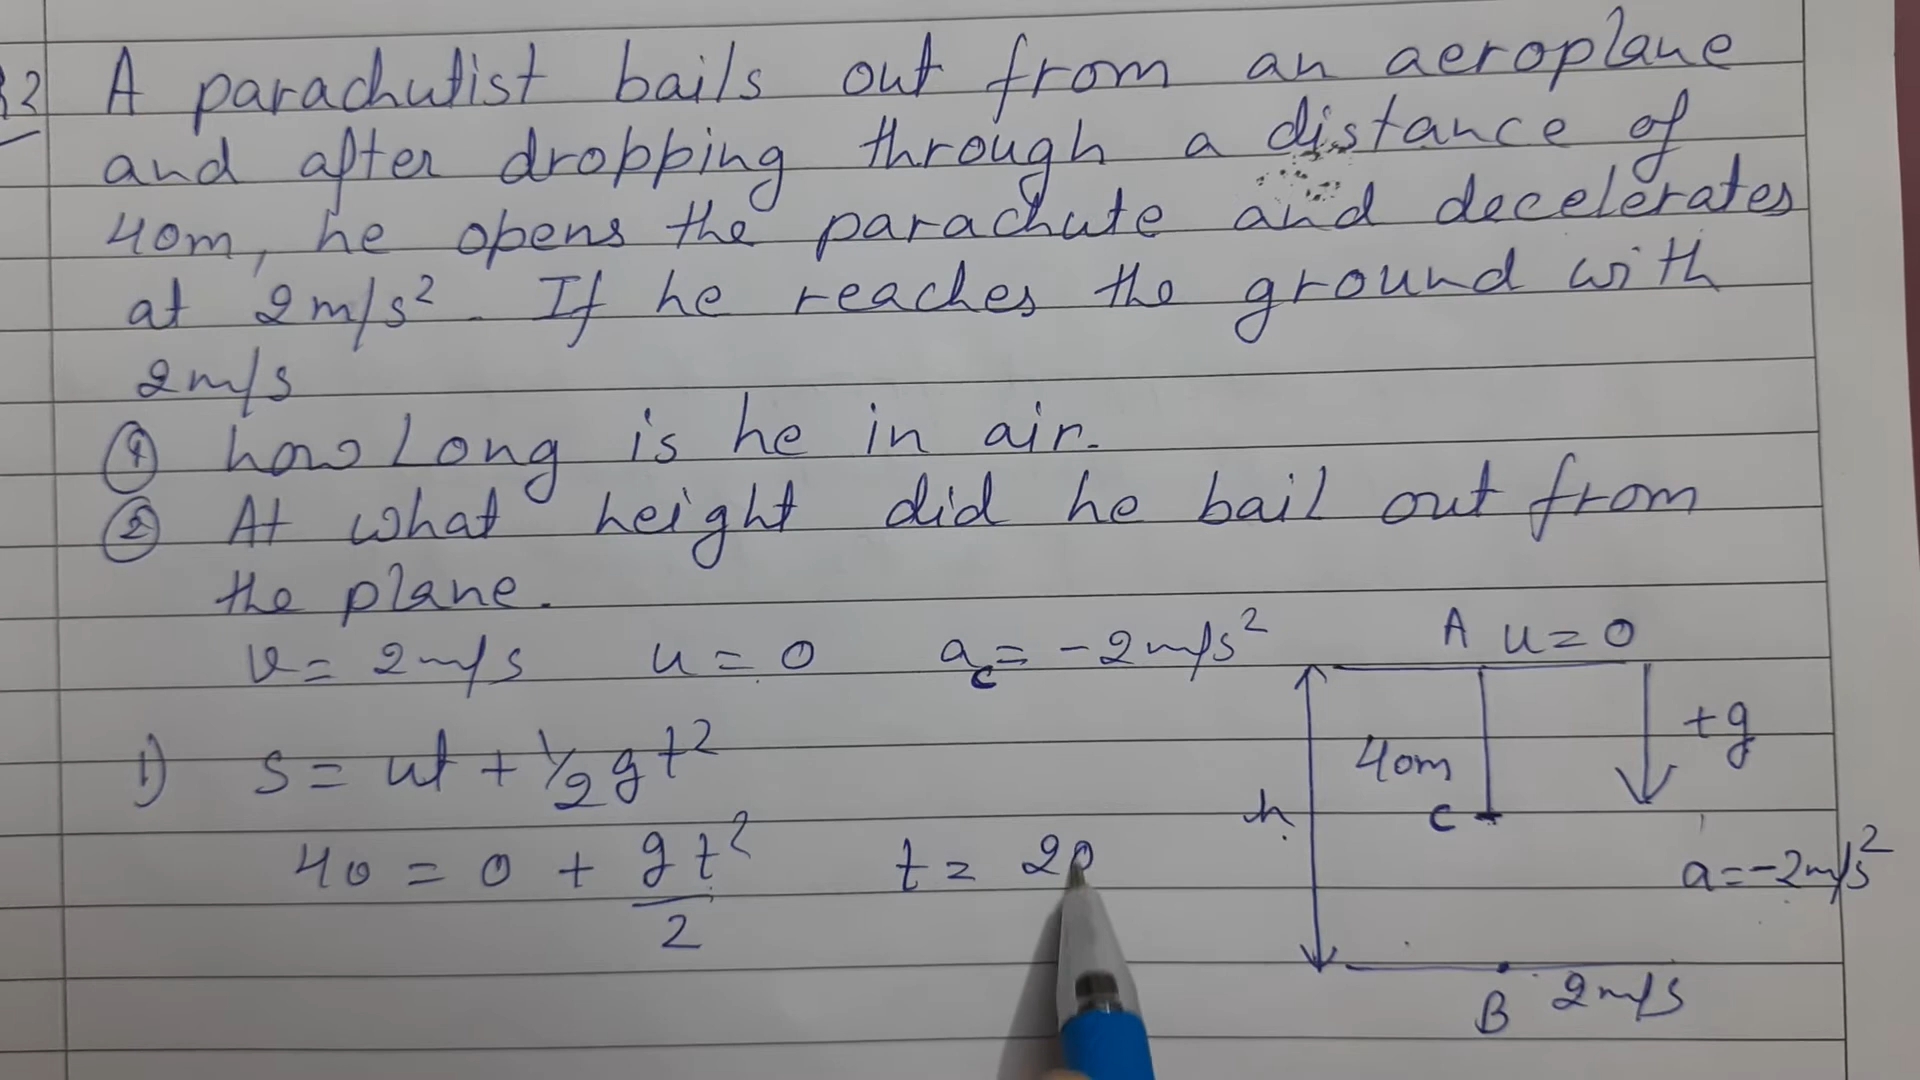 A parachutist bails out from an aeroplane
and after dropping through a distance of
40m, he opens the parachute and decelerates
at 2m/s². If he reaches the ground with
2m/s
① how long is he in air.
② At what height did he bail out from
the plane.
v = 2m/s u = 0 a_c = -2m/s²
1) s = ut + ½gt²
40 = 0 + gt²/2 t = 20
A u = 0
+g
40m
C
h
a = -2m/s²
B 2m/s